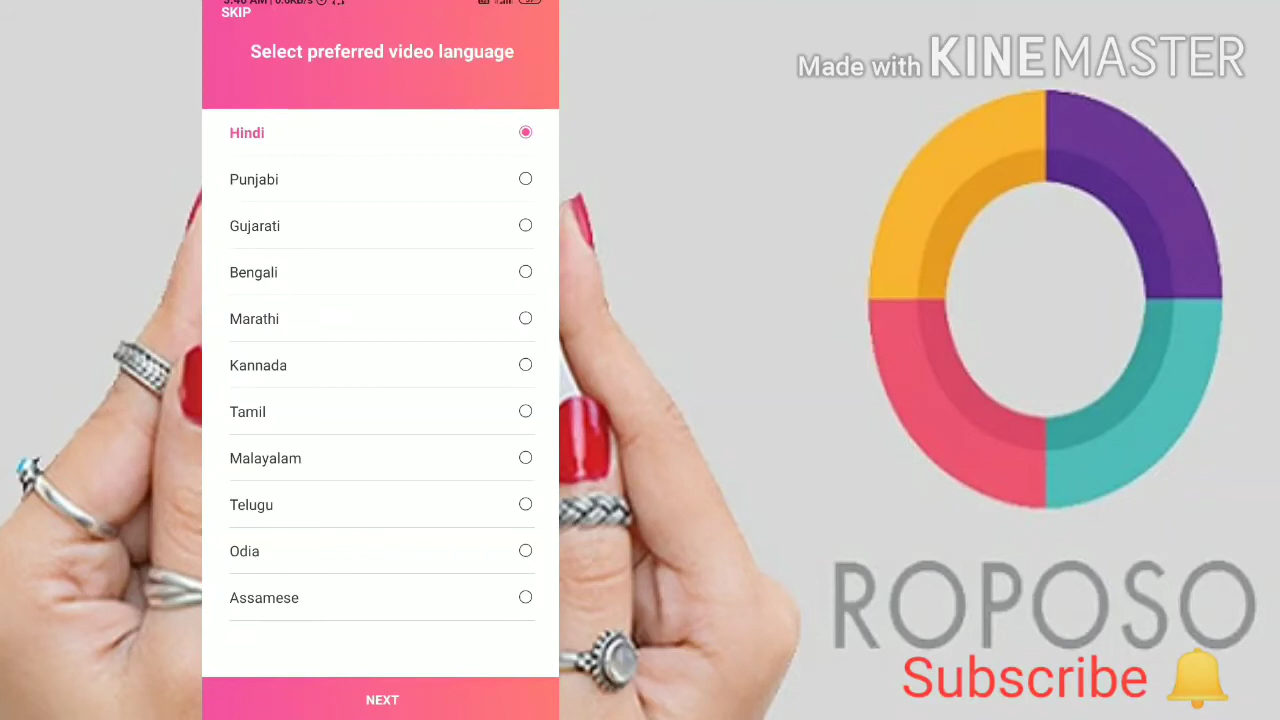 SKIP
Select preferred video language
Hindi
Punjabi
Gujarati
Bengali
Marathi
Kannada
Tamil
Malayalam
Telugu
Odia
Assamese
NEXT
Made with KINEMASTER
ROPOSO
Subscribe